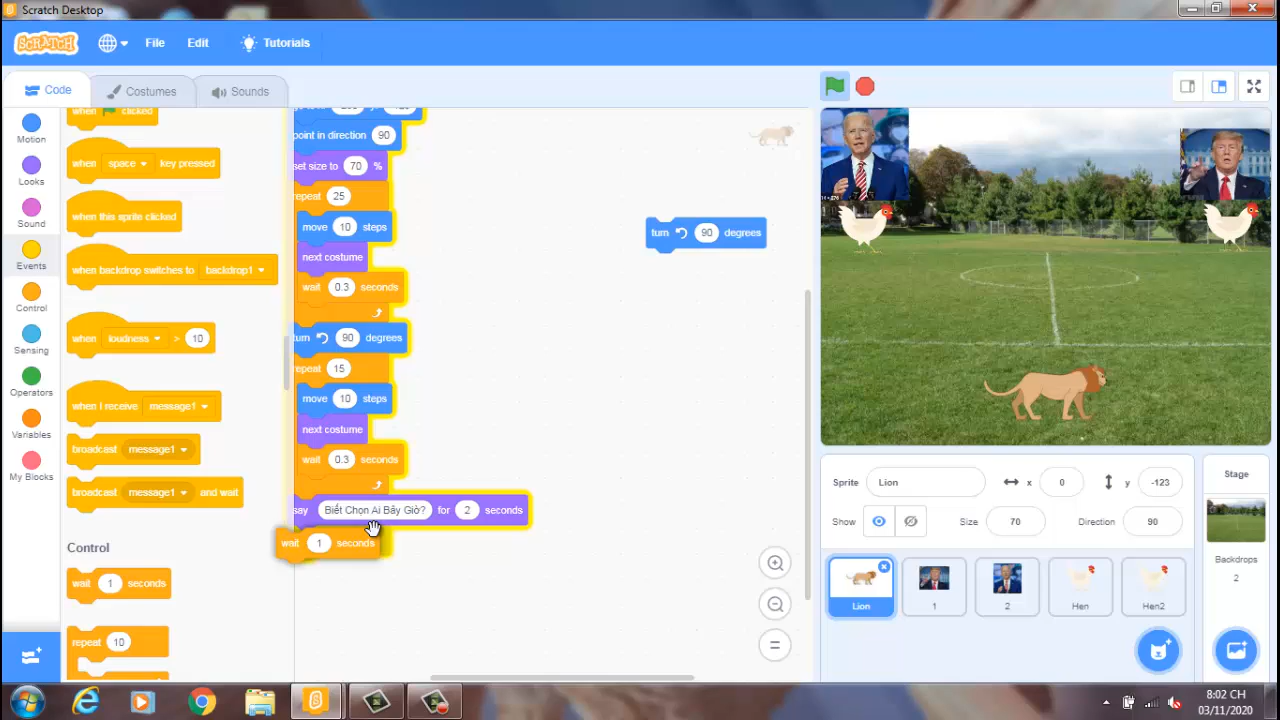 Scratch Desktop
SCRATCH
File
Edit
Tutorials
Code
Costumes
Sounds
Motion
Looks
Sound
Events
Control
Sensing
Operators
Variables
My Blocks
when clicked
when space key pressed
when this sprite clicked
when backdrop switches to backdrop1
when loudness > 10
when I receive message1
broadcast message1
broadcast message1 and wait
Control
wait 1 seconds
repeat 10
point in direction 90
set size to 70 %
repeat 25
move 10 steps
next costume
wait 0.3 seconds
turn 90 degrees
repeat 15
move 10 steps
next costume
wait 0.3 seconds
say Biết Chọn Ai Bây Giờ? for 2 seconds
wait 1 seconds
turn 90 degrees
Sprite Lion
x 0
y -123
Show
Size 70
Direction 90
Lion
1
2
Hen
Hen2
Stage
Backdrops
2
8:02 CH
03/11/2020